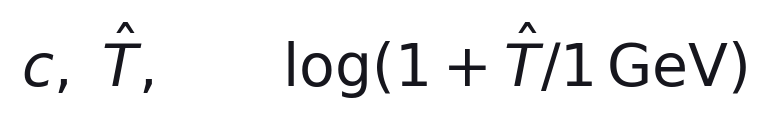 c, T̂, log(1 + T̂/1 GeV)